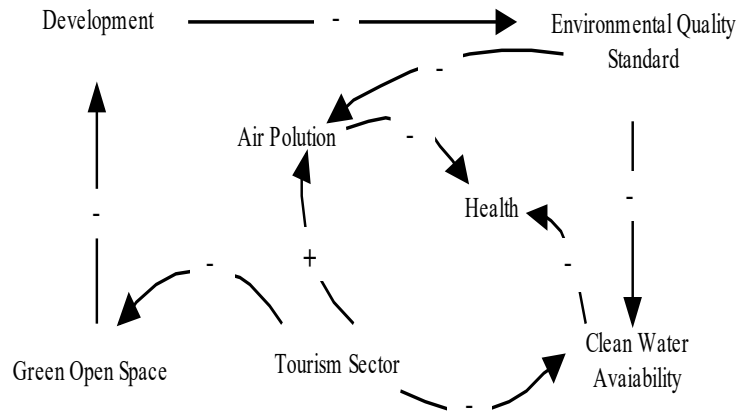 Development
-
Environmental Quality
Standard
-
Air Polution
-
Health
-
-
-
+
-
Green Open Space
Tourism Sector
Clean Water
Avaiability
-